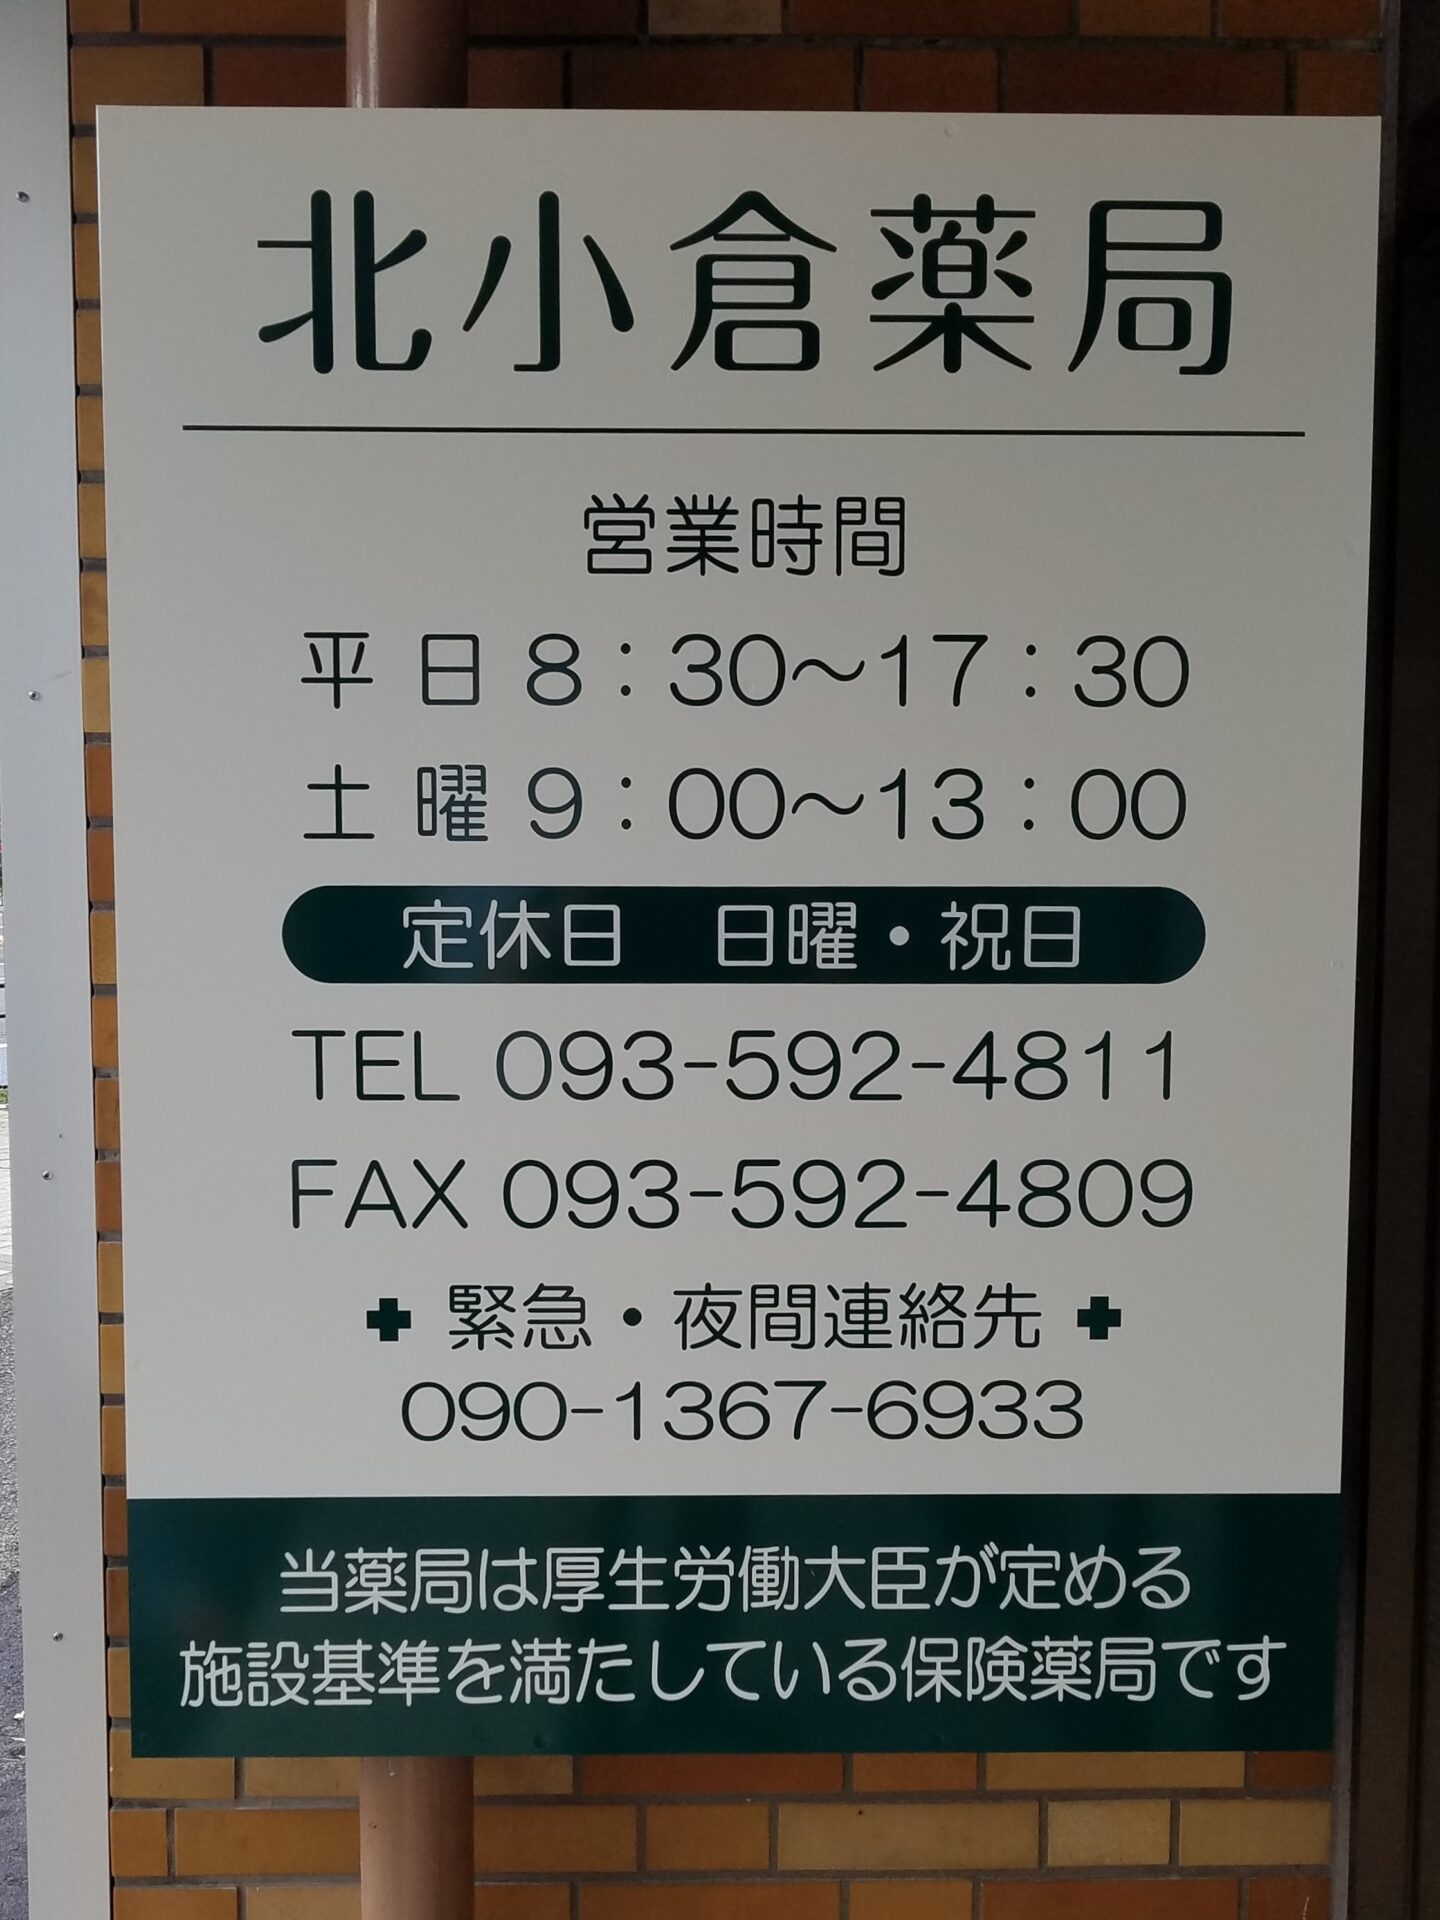 北小倉薬局
営業時間
平 日 8：30～17：30
土 曜 9：00～13：00
定休日　日曜・祝日
TEL 093-592-4811
FAX 093-592-4809
✚ 緊急・夜間連絡先 ✚
090-1367-6933
当薬局は厚生労働大臣が定める
施設基準を満たしている保険薬局です